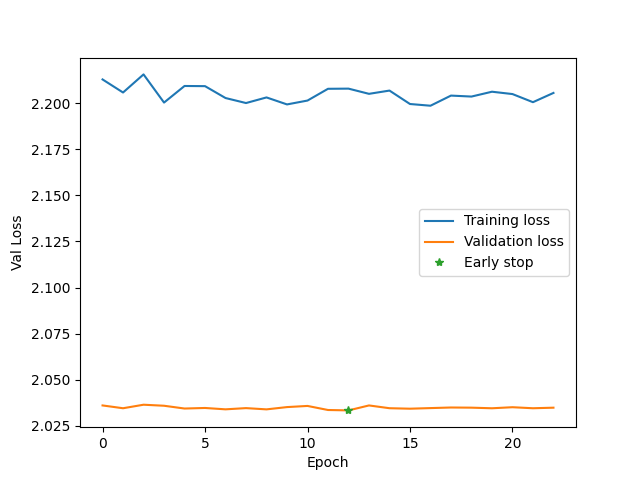 2.200
2.175
2.150
2.125
2.100
2.075
2.050
2.025
Val Loss
Training loss
Validation loss
Early stop
0 5 10 15 20
Epoch